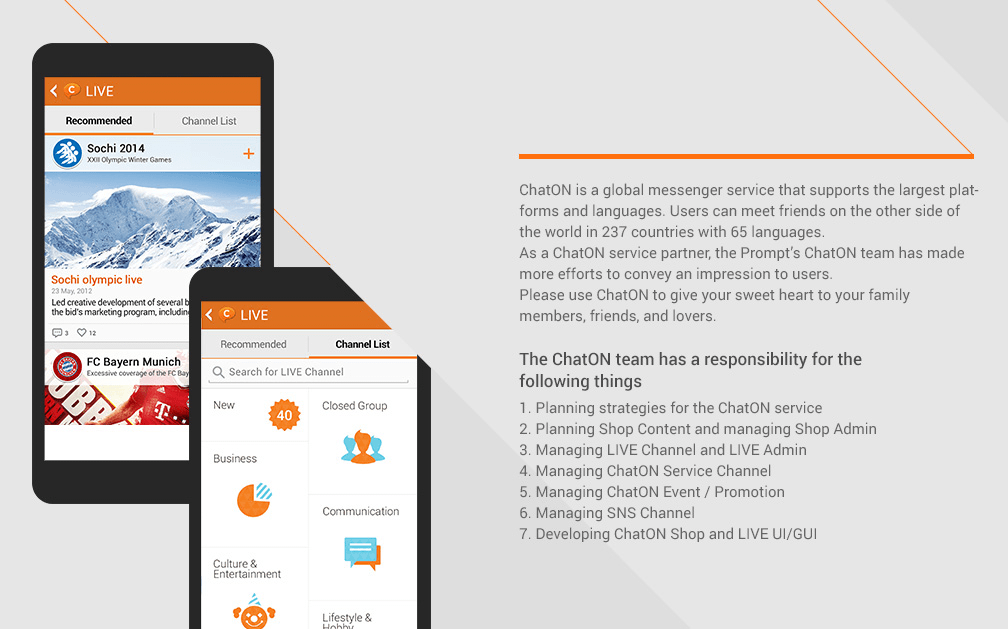 C LIVE
Recommended
Channel List
Sochi 2014
XXII Olympic Winter Games
+
Sochi olympic live
23 May, 2012
Led creative development of several b
the bid's marketing program, includin
3 12
FC Bayern Munich
Excessive coverage of the FC Bay
T
C LIVE
Recommended
Channel List
Search for LIVE Channel
New
40
Closed Group
Business
Communication
Culture &
Entertainment
Lifestyle &
Hobby
ChatON is a global messenger service that supports the largest plat-
forms and languages. Users can meet friends on the other side of
the world in 237 countries with 65 languages.
As a ChatON service partner, the Prompt's ChatON team has made
more efforts to convey an impression to users.
Please use ChatON to give your sweet heart to your family
members, friends, and lovers.
The ChatON team has a responsibility for the
following things
1. Planning strategies for the ChatON service
2. Planning Shop Content and managing Shop Admin
3. Managing LIVE Channel and LIVE Admin
4. Managing ChatON Service Channel
5. Managing ChatON Event / Promotion
6. Managing SNS Channel
7. Developing ChatON Shop and LIVE UI/GUI